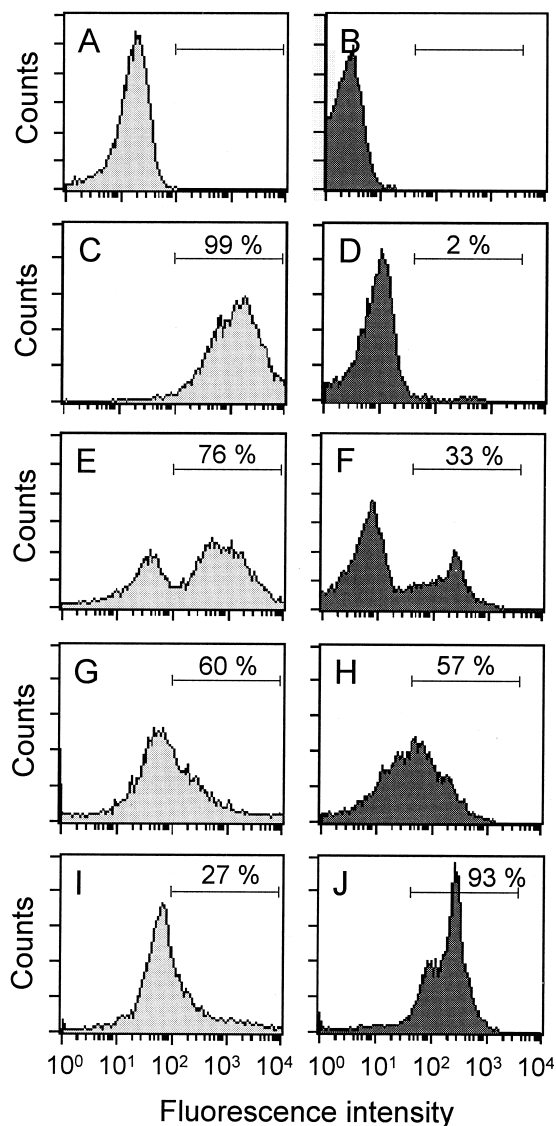 A B
Counts
C 99 % D 2 %
Counts
E 76 % F 33 %
Counts
G 60 % H 57 %
Counts
I 27 % J 93 %
Counts
10⁰ 10¹ 10² 10³ 10⁴ 10⁰ 10¹ 10² 10³ 10⁴
Fluorescence intensity